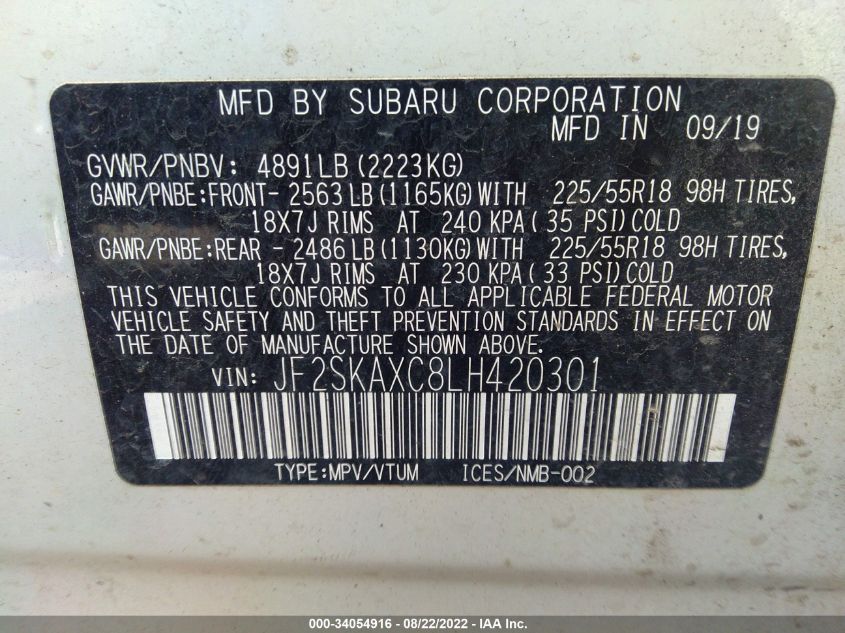 MFD BY SUBARU CORPORATION
MFD IN 09/19
GVWR/PNBV: 4891LB (2223KG)
GAWR/PNBE:FRONT- 2563 LB (1165KG) WITH 225/55R18 98H TIRES,
18X7J RIMS AT 240 KPA ( 35 PSI) COLD
GAWR/PNBE:REAR - 2486 LB (1130KG) WITH 225/55R18 98H TIRES,
18X7J RIMS AT 230 KPA ( 33 PSI) COLD
THIS VEHICLE CONFORMS TO ALL APPLICABLE FEDERAL MOTOR
VEHICLE SAFETY AND THEFT PREVENTION STANDARDS IN EFFECT ON
THE DATE OF MANUFACTURE SHOWN ABOVE.
VIN: JF2SKAXC8LH420301
TYPE:MPV/VTUM ICES/NMB-002
000-34054916 - 08/22/2022 - IAA Inc.